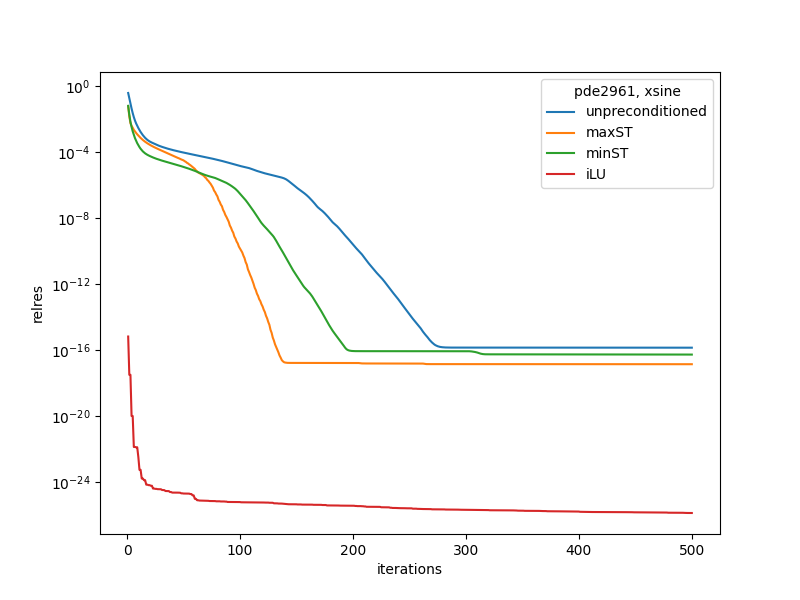 pde2961, xsine
unpreconditioned
maxST
minST
iLU
relres
10^0
10^-4
10^-8
10^-12
10^-16
10^-20
10^-24
0 100 200 300 400 500
iterations